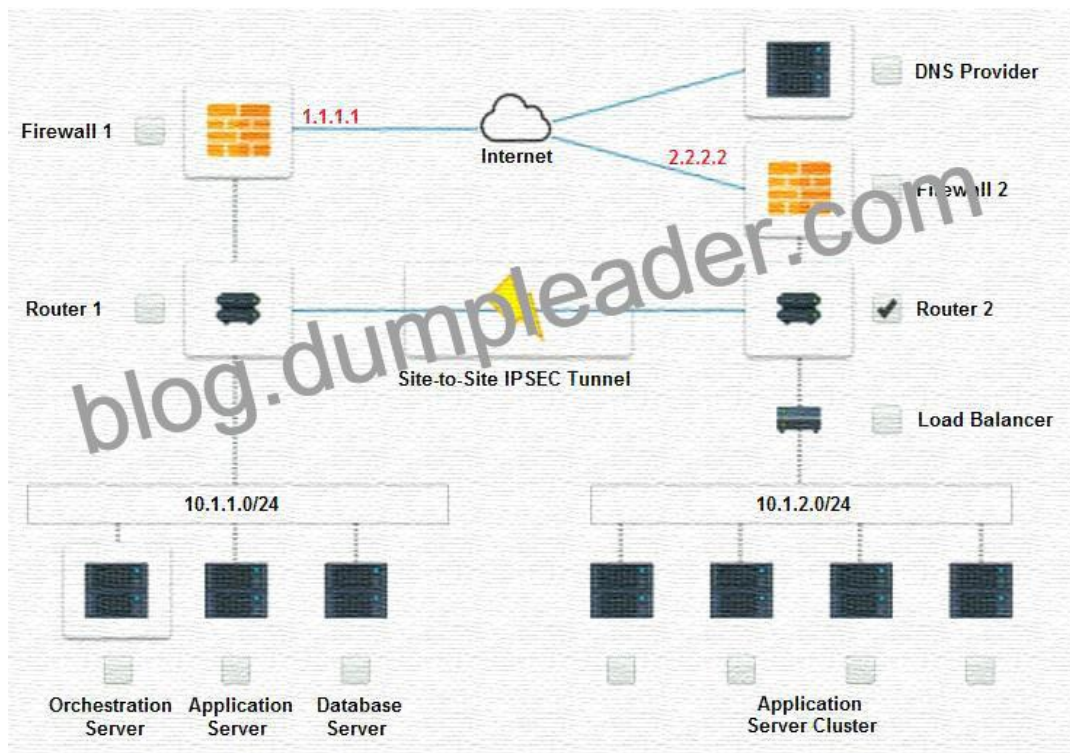 DNS Provider
Firewall 1
1.1.1.1
Internet
2.2.2.2
Firewall 2
Router 1
Router 2
Site-to-Site IPSEC Tunnel
Load Balancer
blog.dumpleader.com
10.1.1.0/24
10.1.2.0/24
Orchestration
Server
Application
Server
Database
Server
Application
Server Cluster